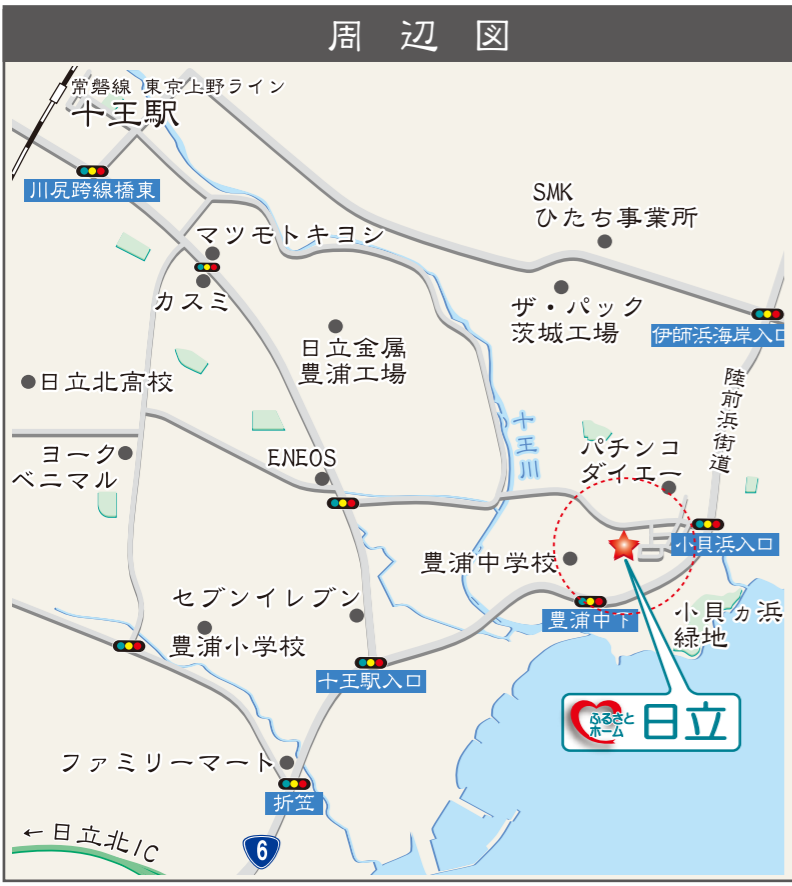 周辺図
常磐線 東京上野ライン
十王駅
川尻跨線橋東
マツモトキヨシ
カスミ
SMK
ひたち事業所
ザ・パック
茨城工場
伊師浜海岸入口
日立金属
豊浦工場
日立北高校
陸前浜街道
十王川
ヨーク
ベニマル
ENEOS
パチンコ
ダイエー
小貝浜入口
豊浦中学校
セブンイレブン
豊浦小学校
豊浦中下
小貝ヵ浜
緑地
十王駅入口
ふるさと
ホーム
日立
ファミリーマート
折笠
←日立北IC
6